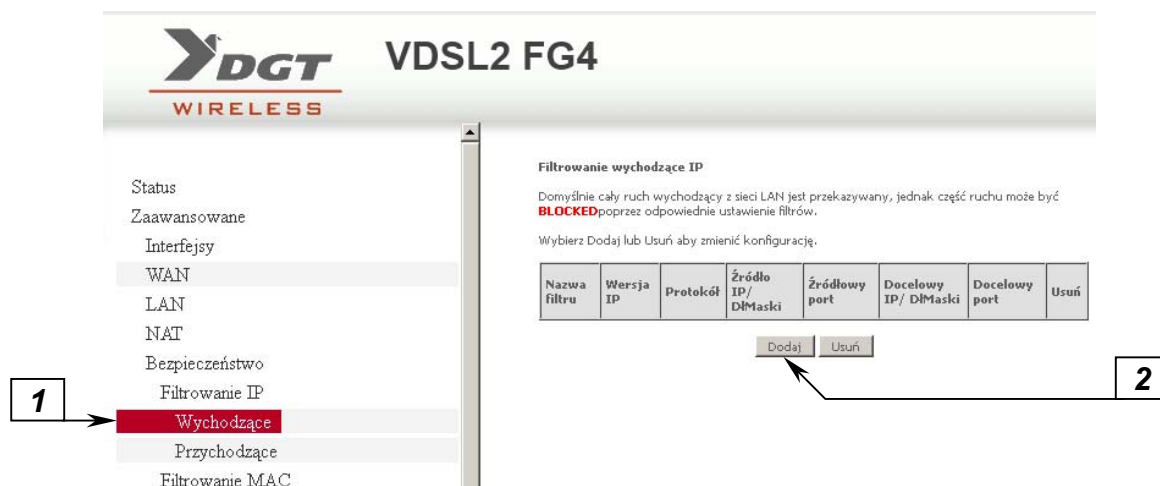 DGT
WIRELESS
VDSL2 FG4
Status
Zaawansowane
Interfejsy
WAN
LAN
NAT
Bezpieczeństwo
Filtrowanie IP
Wychodzące
Przychodzące
Filtrowanie MAC
1
Filtrowanie wychodzące IP
Domyślnie cały ruch wychodzący z sieci LAN jest przekazywany, jednak część ruchu może być
BLOCKEDpoprzez odpowiednie ustawienie filtrów.
Wybierz Dodaj lub Usuń aby zmienić konfigurację.
Nazwa filtru Wersja IP Protokół Źródło IP/ DłMaski Źródłowy port Docelowy IP/ DłMaski Docelowy port Usuń
Dodaj Usuń
2